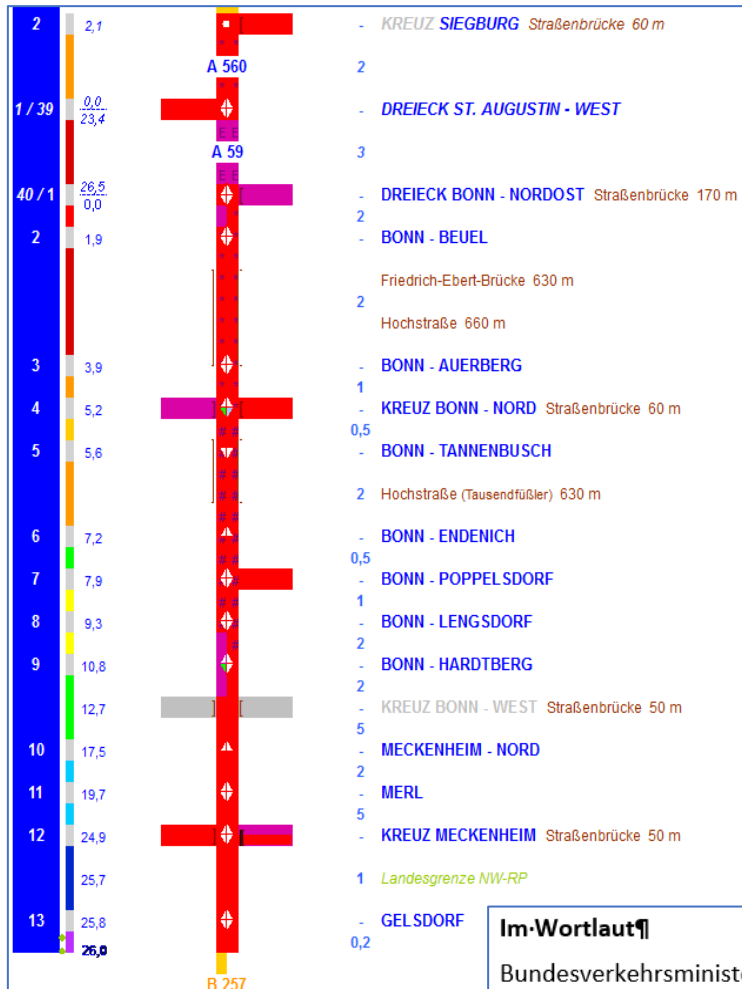 2 2,1 - KREUZ SIEGBURG Straßenbrücke 60 m
A 560 2
1 / 39 0,0 23,4 - DREIECK ST. AUGUSTIN - WEST
E E
A 59 3
E E
40 / 1 26,5 0,0 - DREIECK BONN - NORDOST Straßenbrücke 170 m
2
2 1,9 - BONN - BEUEL
Friedrich-Ebert-Brücke 630 m
2
Hochstraße 660 m
3 3,9 - BONN - AUERBERG
1
4 5,2 - KREUZ BONN - NORD Straßenbrücke 60 m
0,5
5 5,6 - BONN - TANNENBUSCH
2 Hochstraße (Tausendfüßler) 630 m
6 7,2 - BONN - ENDENICH
0,5
7 7,9 - BONN - POPPELSDORF
1
8 9,3 - BONN - LENGSDORF
2
9 10,8 - BONN - HARDTBERG
2
12,7 - KREUZ BONN - WEST Straßenbrücke 50 m
5
10 17,5 - MECKENHEIM - NORD
2
11 19,7 - MERL
5
12 24,9 - KREUZ MECKENHEIM Straßenbrücke 50 m
25,7 1 Landesgrenze NW-RP
13 25,8 - GELSDORF
0,2
B 257
Im·Wortlaut¶
Bundesverkehrsministe